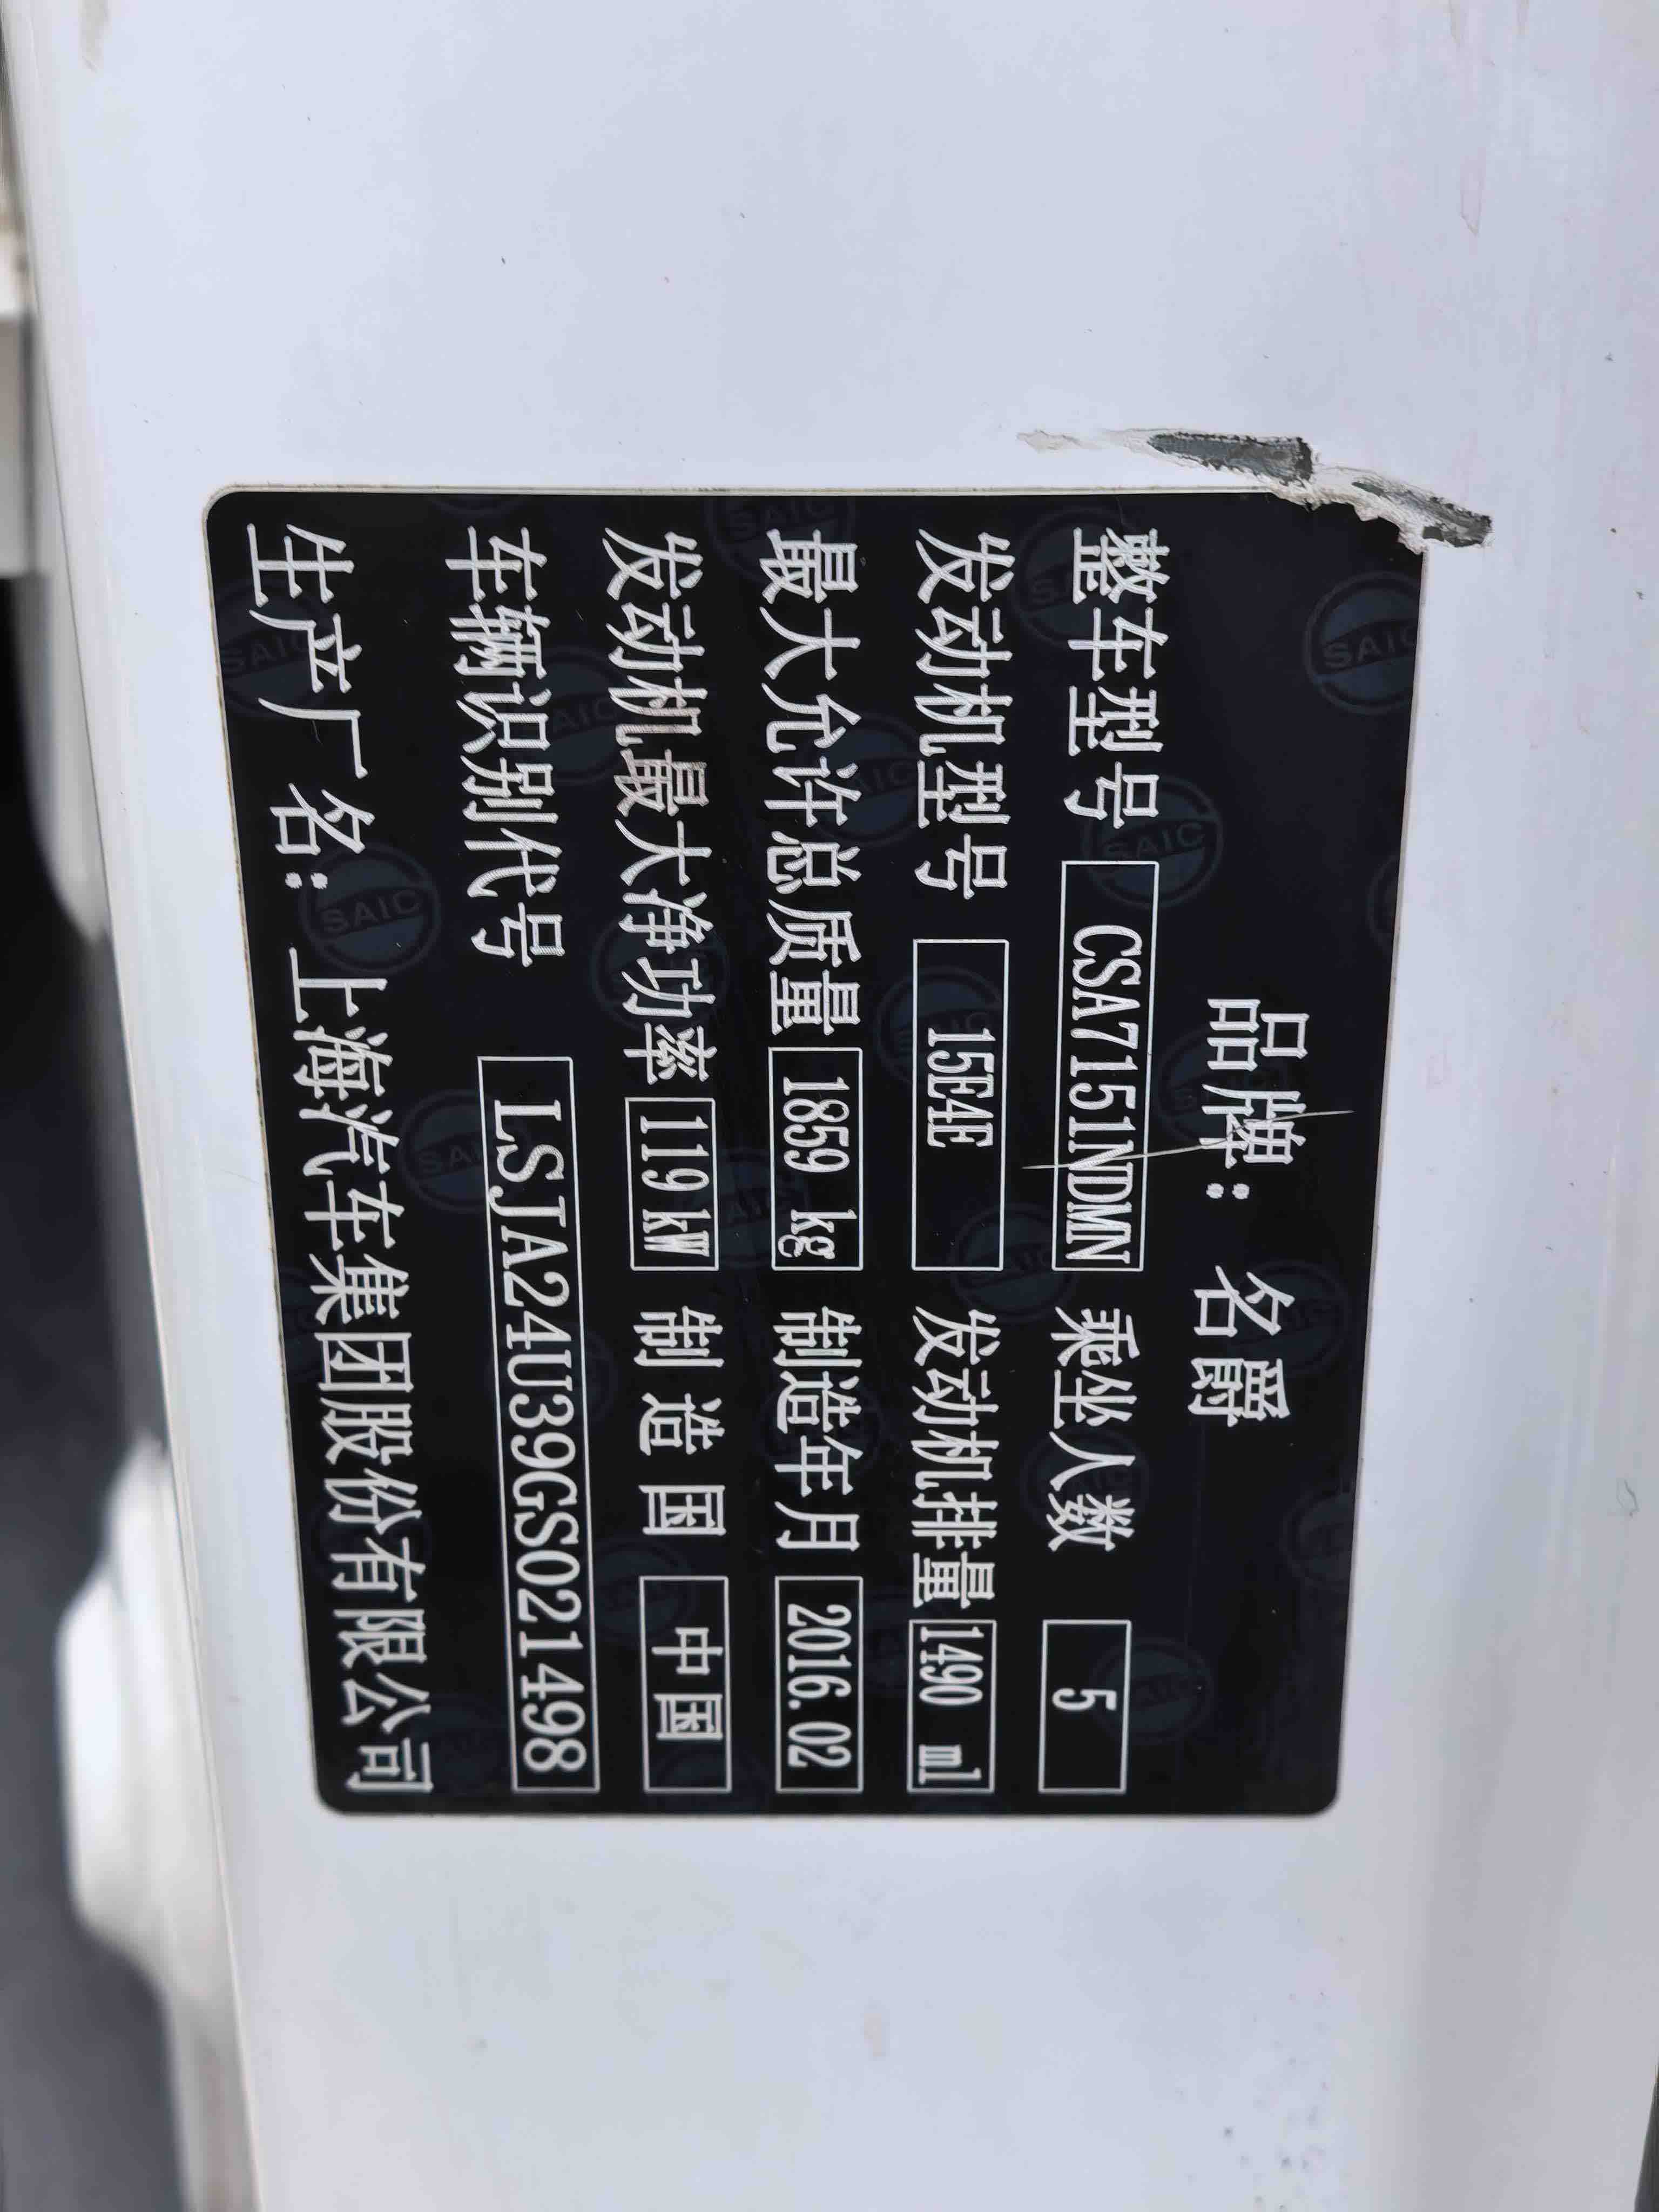 品牌：名爵
整车型号 CSA7151NDMN 乘坐人数 5
发动机型号 15E4E 发动机排量 1490 ml
最大允许总质量 1859 kg 制造年月 2016.02
发动机最大净功率 119 kW 制造国 中国
车辆识别代号 LSJA24U39GS021498
生产厂名：上海汽车集团股份有限公司